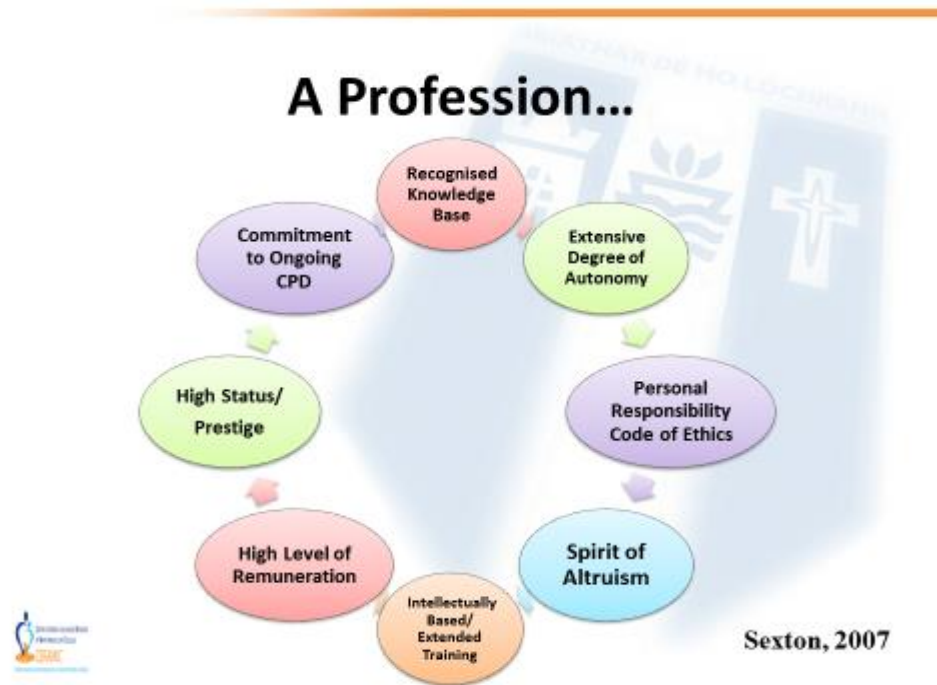 A Profession…
Recognised
Knowledge
Base
Extensive
Degree of
Autonomy
Personal
Responsibility
Code of Ethics
Spirit of
Altruism
Intellectually
Based/
Extended
Training
High Level of
Remuneration
High Status/
Prestige
Commitment
to Ongoing
CPD
Sexton, 2007